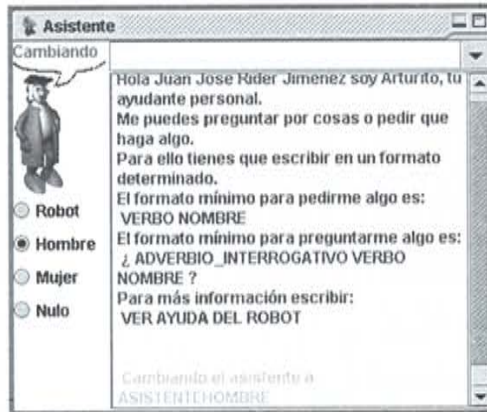 Asistente
Cambiando
Hola Juan Jose Rider Jimenez soy Arturito, tu
ayudante personal.
Me puedes preguntar por cosas o pedir que
haga algo.
Para ello tienes que escribir en un formato
determinado.
El formato mínimo para pedirme algo es:
VERBO NOMBRE
El formato mínimo para preguntarme algo es:
¿ ADVERBIO_INTERROGATIVO VERBO
NOMBRE ?
Para más información escribir:
VER AYUDA DEL ROBOT
Cambiando el asistente a
ASISTENTEHOMBRE
Robot
Hombre
Mujer
Nulo